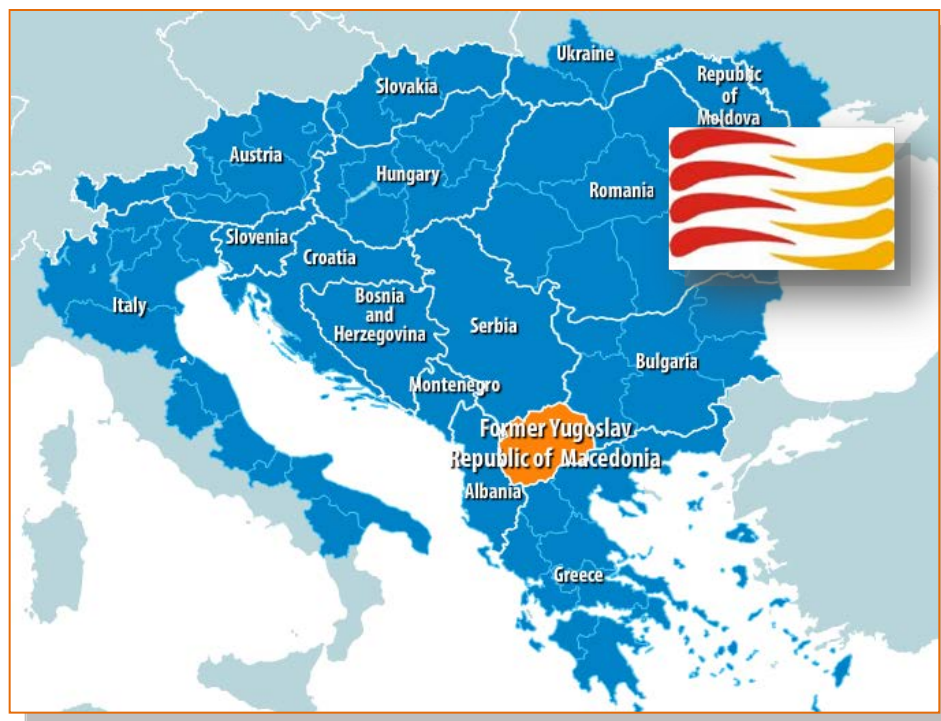 Ukraine
Slovakia
Republic
of
Moldova
Austria
Hungary
Romania
Slovenia
Croatia
Italy
Bosnia
and
Herzegovina
Serbia
Bulgaria
Montenegro
Former Yugoslav
Republic of Macedonia
Albania
Greece